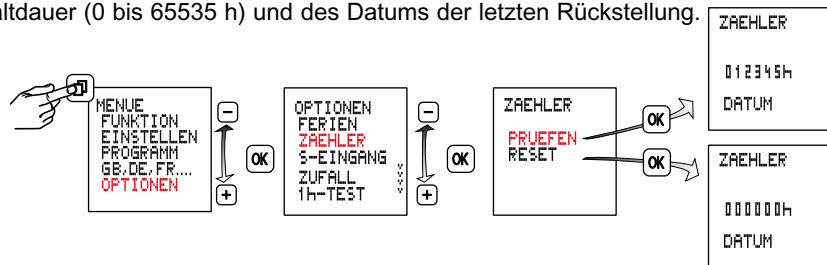 altdauer (0 bis 65535 h) und des Datums der letzten Rückstellung.
MENUE
FUNKTION
EINSTELLEN
PROGRAMM
GB,DE,FR....
OPTIONEN
−
OK
+
OPTIONEN
FERIEN
ZAEHLER
S-EINGANG
ZUFALL
1h-TEST
−
OK
+
ZAEHLER
PRUEFEN
RESET
OK
OK
ZAEHLER
012345h
DATUM
ZAEHLER
000000h
DATUM